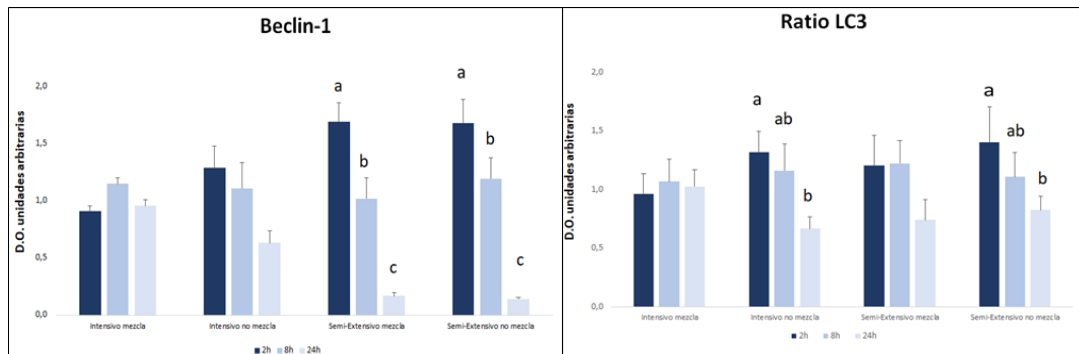 Beclin-1
D.O. unidades arbitrarias
2,0
1,5
1,0
0,5
0,0
a
b
c
a
b
c
Intensivo mezcla
Intensivo no mezcla
Semi-Extensivo mezcla
Semi-Extensivo no mezcla
2h 8h 24h
Ratio LC3
D.O. unidades arbitrarias
2,0
1,5
1,0
0,5
0,0
a
ab
b
a
ab
b
Intensivo mezcla
Intensivo no mezcla
Semi-Extensivo mezcla
Semi-Extensivo no mezcla
2h 8h 24h